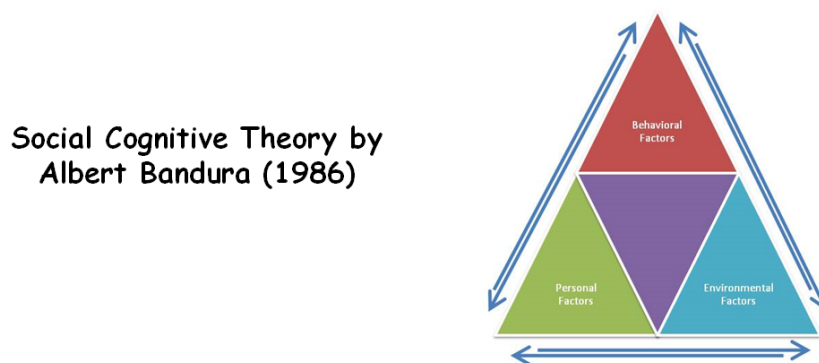 Social Cognitive Theory by
Albert Bandura (1986)
Behavioral
Factors
Personal
Factors
Environmental
Factors